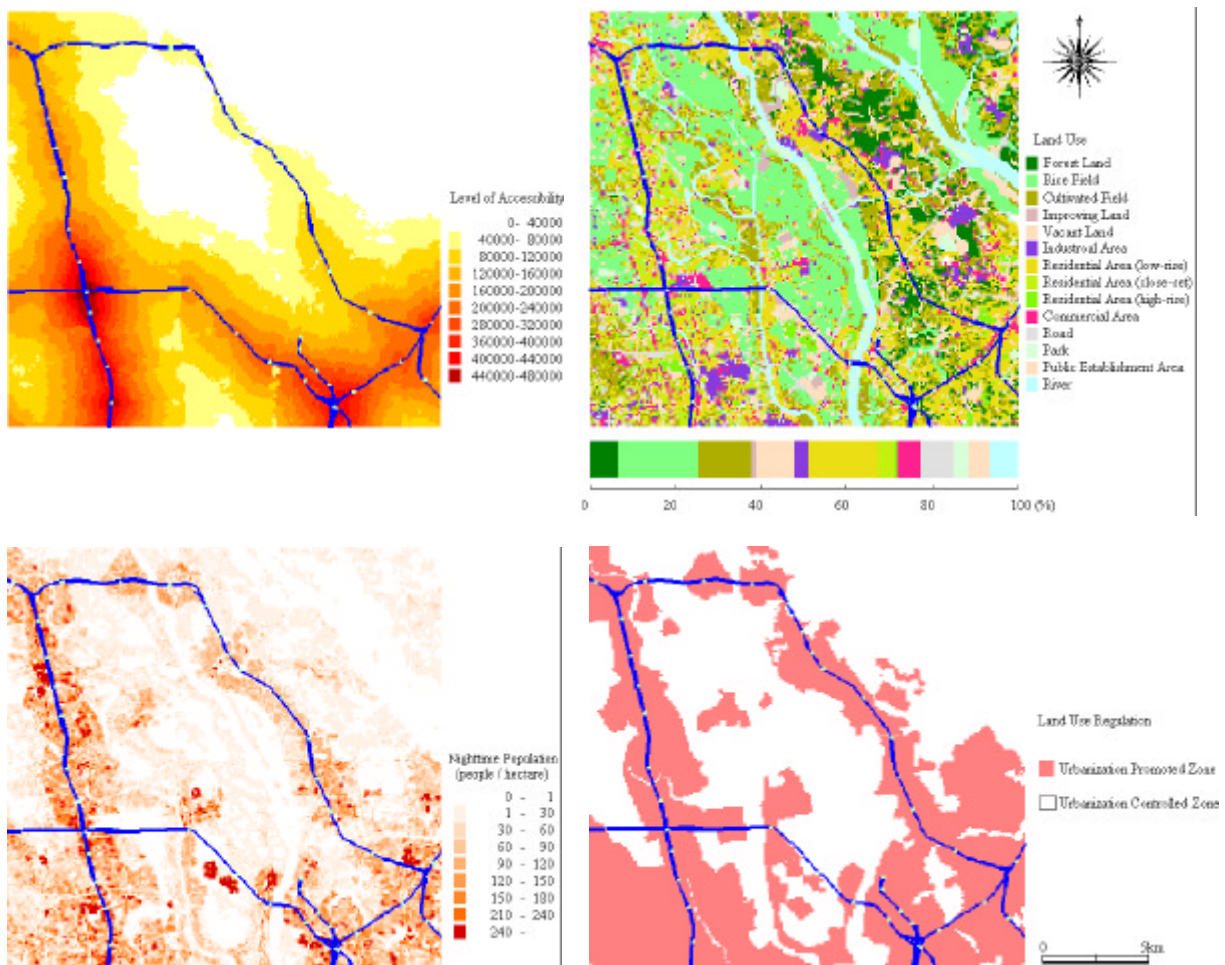 Level of Accessibility
0- 40000
40000- 80000
80000-120000
120000-160000
160000-200000
200000-240000
280000-320000
360000-400000
400000-440000
440000-480000
Land Use
Forest Land
Rice Field
Cultivated Field
Improving Land
Vacant Land
Industroal Area
Residential Area (low-rise)
Residential Area (close-set)
Residential Area (high-rise)
Commercial Area
Road
Park
Public Establishment Area
River
0 20 40 60 80 100 (%)
Nighttime Population
(people / hectare)
0 - 1
1 - 30
30 - 60
60 - 90
90 - 120
120 - 150
150 - 180
210 - 240
240 -
Land Use Regulation
Urbanization Promoted Zone
Urbanization Controlled Zone
0 5km